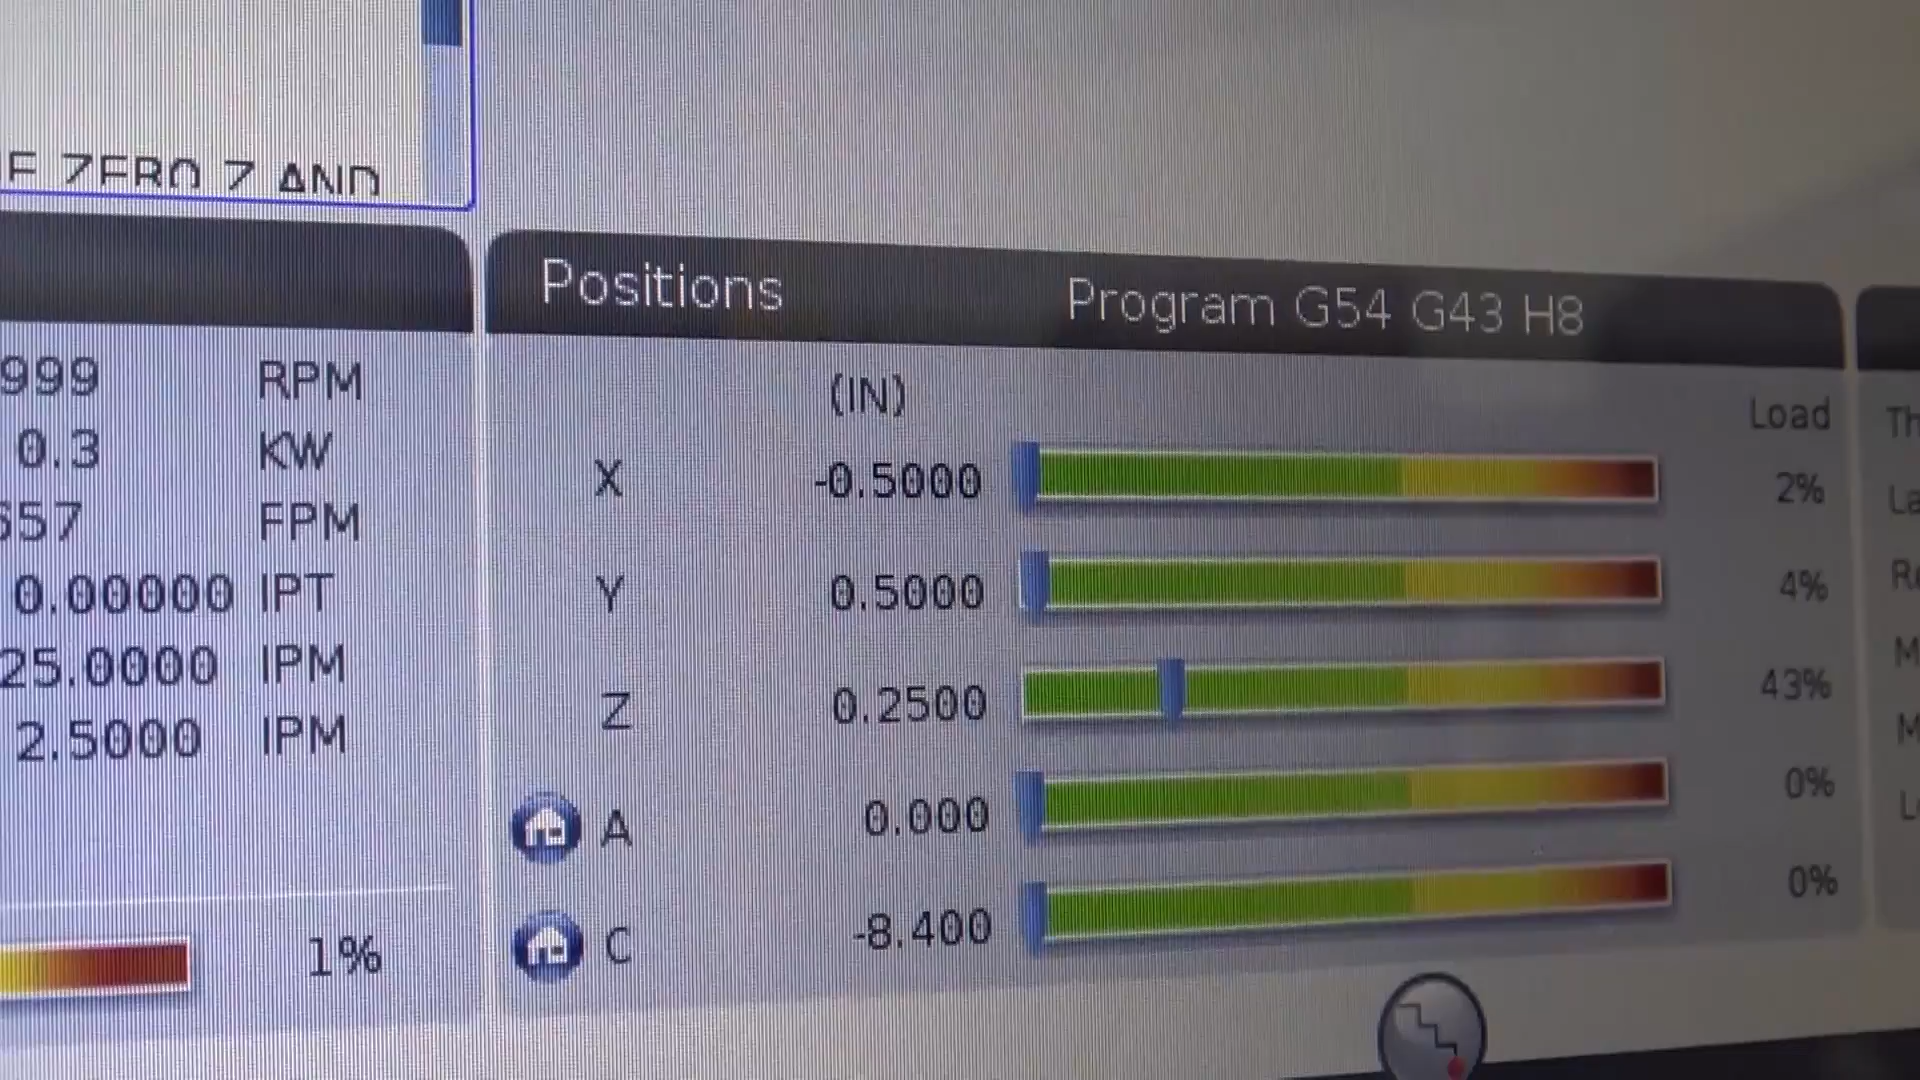 ZERO Z AND
Positions Program G54 G43 H8
(IN) Load
X -0.5000 2%
Y 0.5000 4%
Z 0.2500 43%
A 0.000 0%
C -8.400 0%
999 RPM
0.3 KW
657 FPM
0.00000 IPT
25.0000 IPM
2.5000 IPM
1%